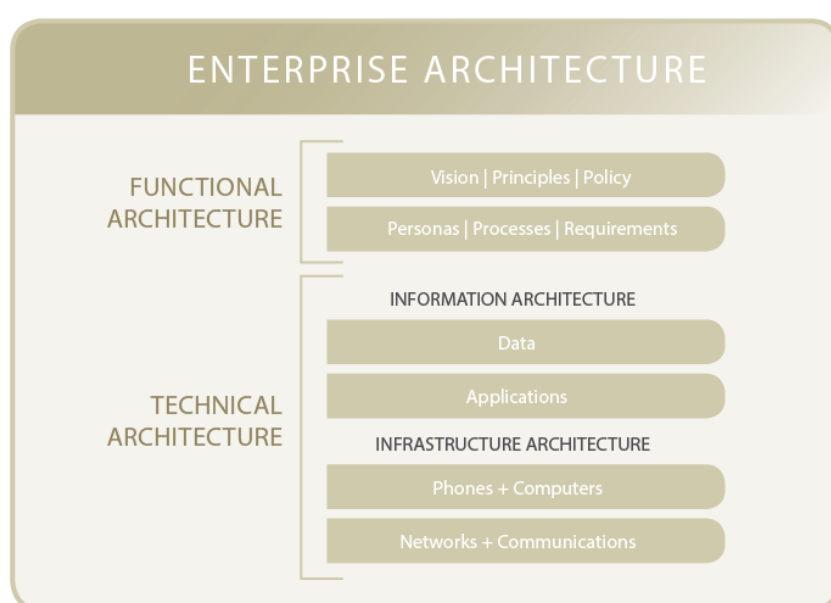 ENTERPRISE ARCHITECTURE
FUNCTIONAL
ARCHITECTURE
Vision | Principles | Policy
Personas | Processes | Requirements
TECHNICAL
ARCHITECTURE
INFORMATION ARCHITECTURE
Data
Applications
INFRASTRUCTURE ARCHITECTURE
Phones + Computers
Networks + Communications